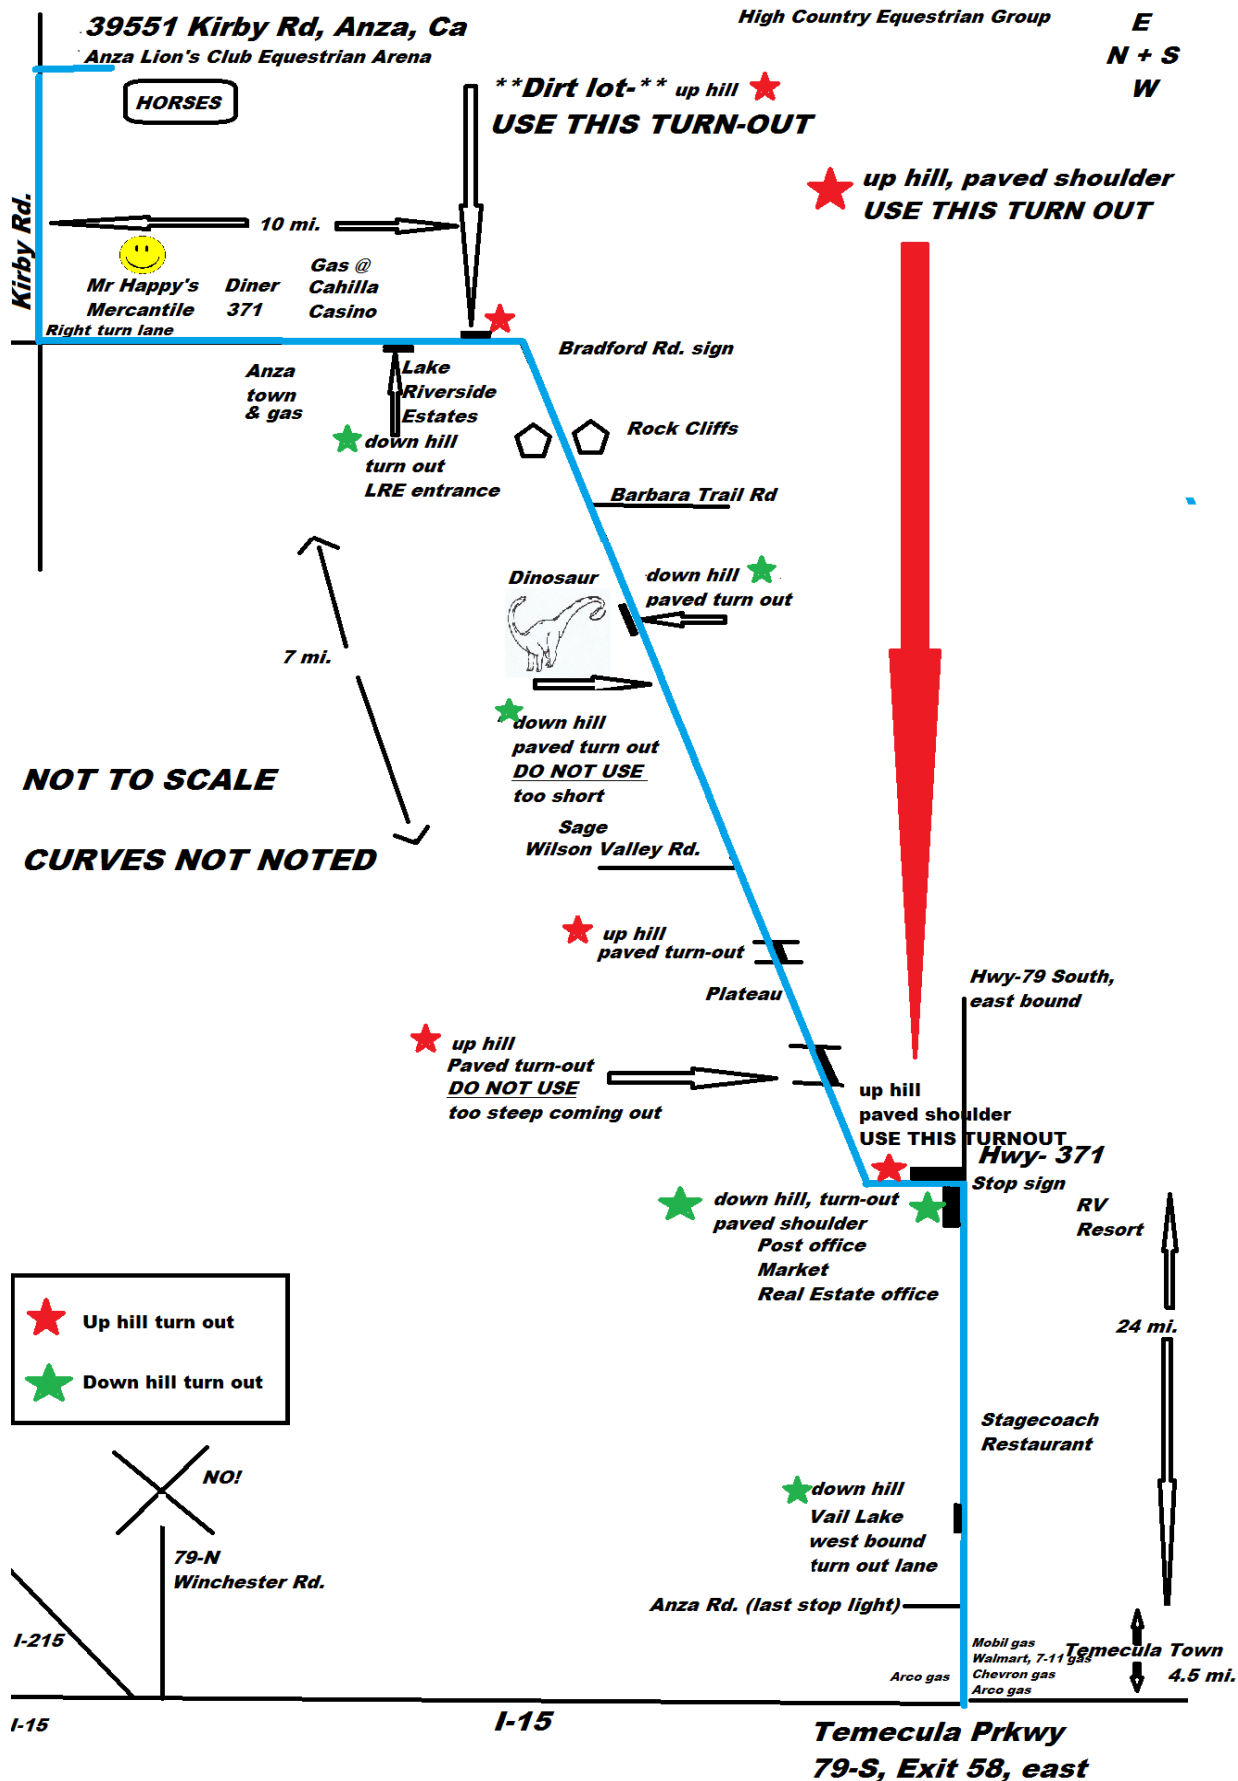 39551 Kirby Rd, Anza, Ca
Anza Lion's Club Equestrian Arena
High Country Equestrian Group
E
N + S
W
HORSES
**Dirt lot-** up hill
USE THIS TURN-OUT
up hill, paved shoulder
USE THIS TURN OUT
Kirby Rd.
10 mi.
Mr Happy's
Mercantile
Diner
371
Gas @
Cahilla
Casino
Right turn lane
Bradford Rd. sign
Anza
town
& gas
Lake
Riverside
Estates
down hill
turn out
LRE entrance
Rock Cliffs
Barbara Trail Rd
Dinosaur
down hill
paved turn out
7 mi.
down hill
paved turn out
DO NOT USE
too short
NOT TO SCALE
CURVES NOT NOTED
Sage
Wilson Valley Rd.
up hill
paved turn-out
Plateau
Hwy-79 South,
east bound
up hill
Paved turn-out
DO NOT USE
too steep coming out
up hill
paved shoulder
USE THIS TURNOUT
Hwy- 371
Stop sign
down hill, turn-out
paved shoulder
Post office
Market
Real Estate office
RV
Resort
24 mi.
Up hill turn out
Down hill turn out
Stagecoach
Restaurant
NO!
79-N
Winchester Rd.
down hill
Vail Lake
west bound
turn out lane
Anza Rd. (last stop light)
I-215
Arco gas
Mobil gas
Walmart, 7-11 gas
Chevron gas
Arco gas
Temecula Town
4.5 mi.
I-15
I-15
Temecula Prkwy
79-S, Exit 58, east